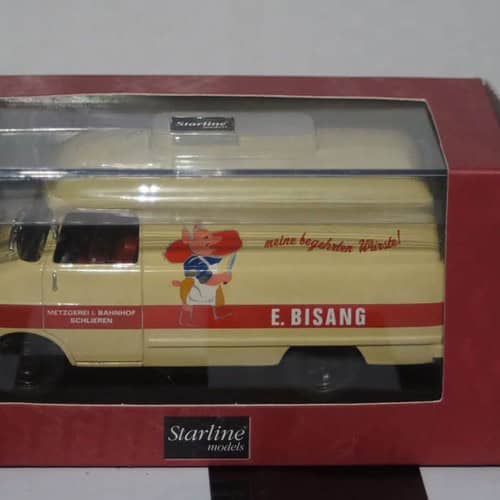 Starline
meine begehrten Würste!
METZGEREI I. BAHNHOF
SCHLIEREN
E. BISANG
Starline
models